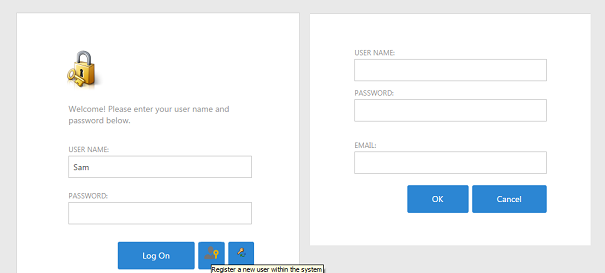 Welcome! Please enter your user name and
password below.
USER NAME:
Sam
PASSWORD:
Log On
Register a new user within the system
USER NAME:
PASSWORD:
EMAIL:
OK
Cancel